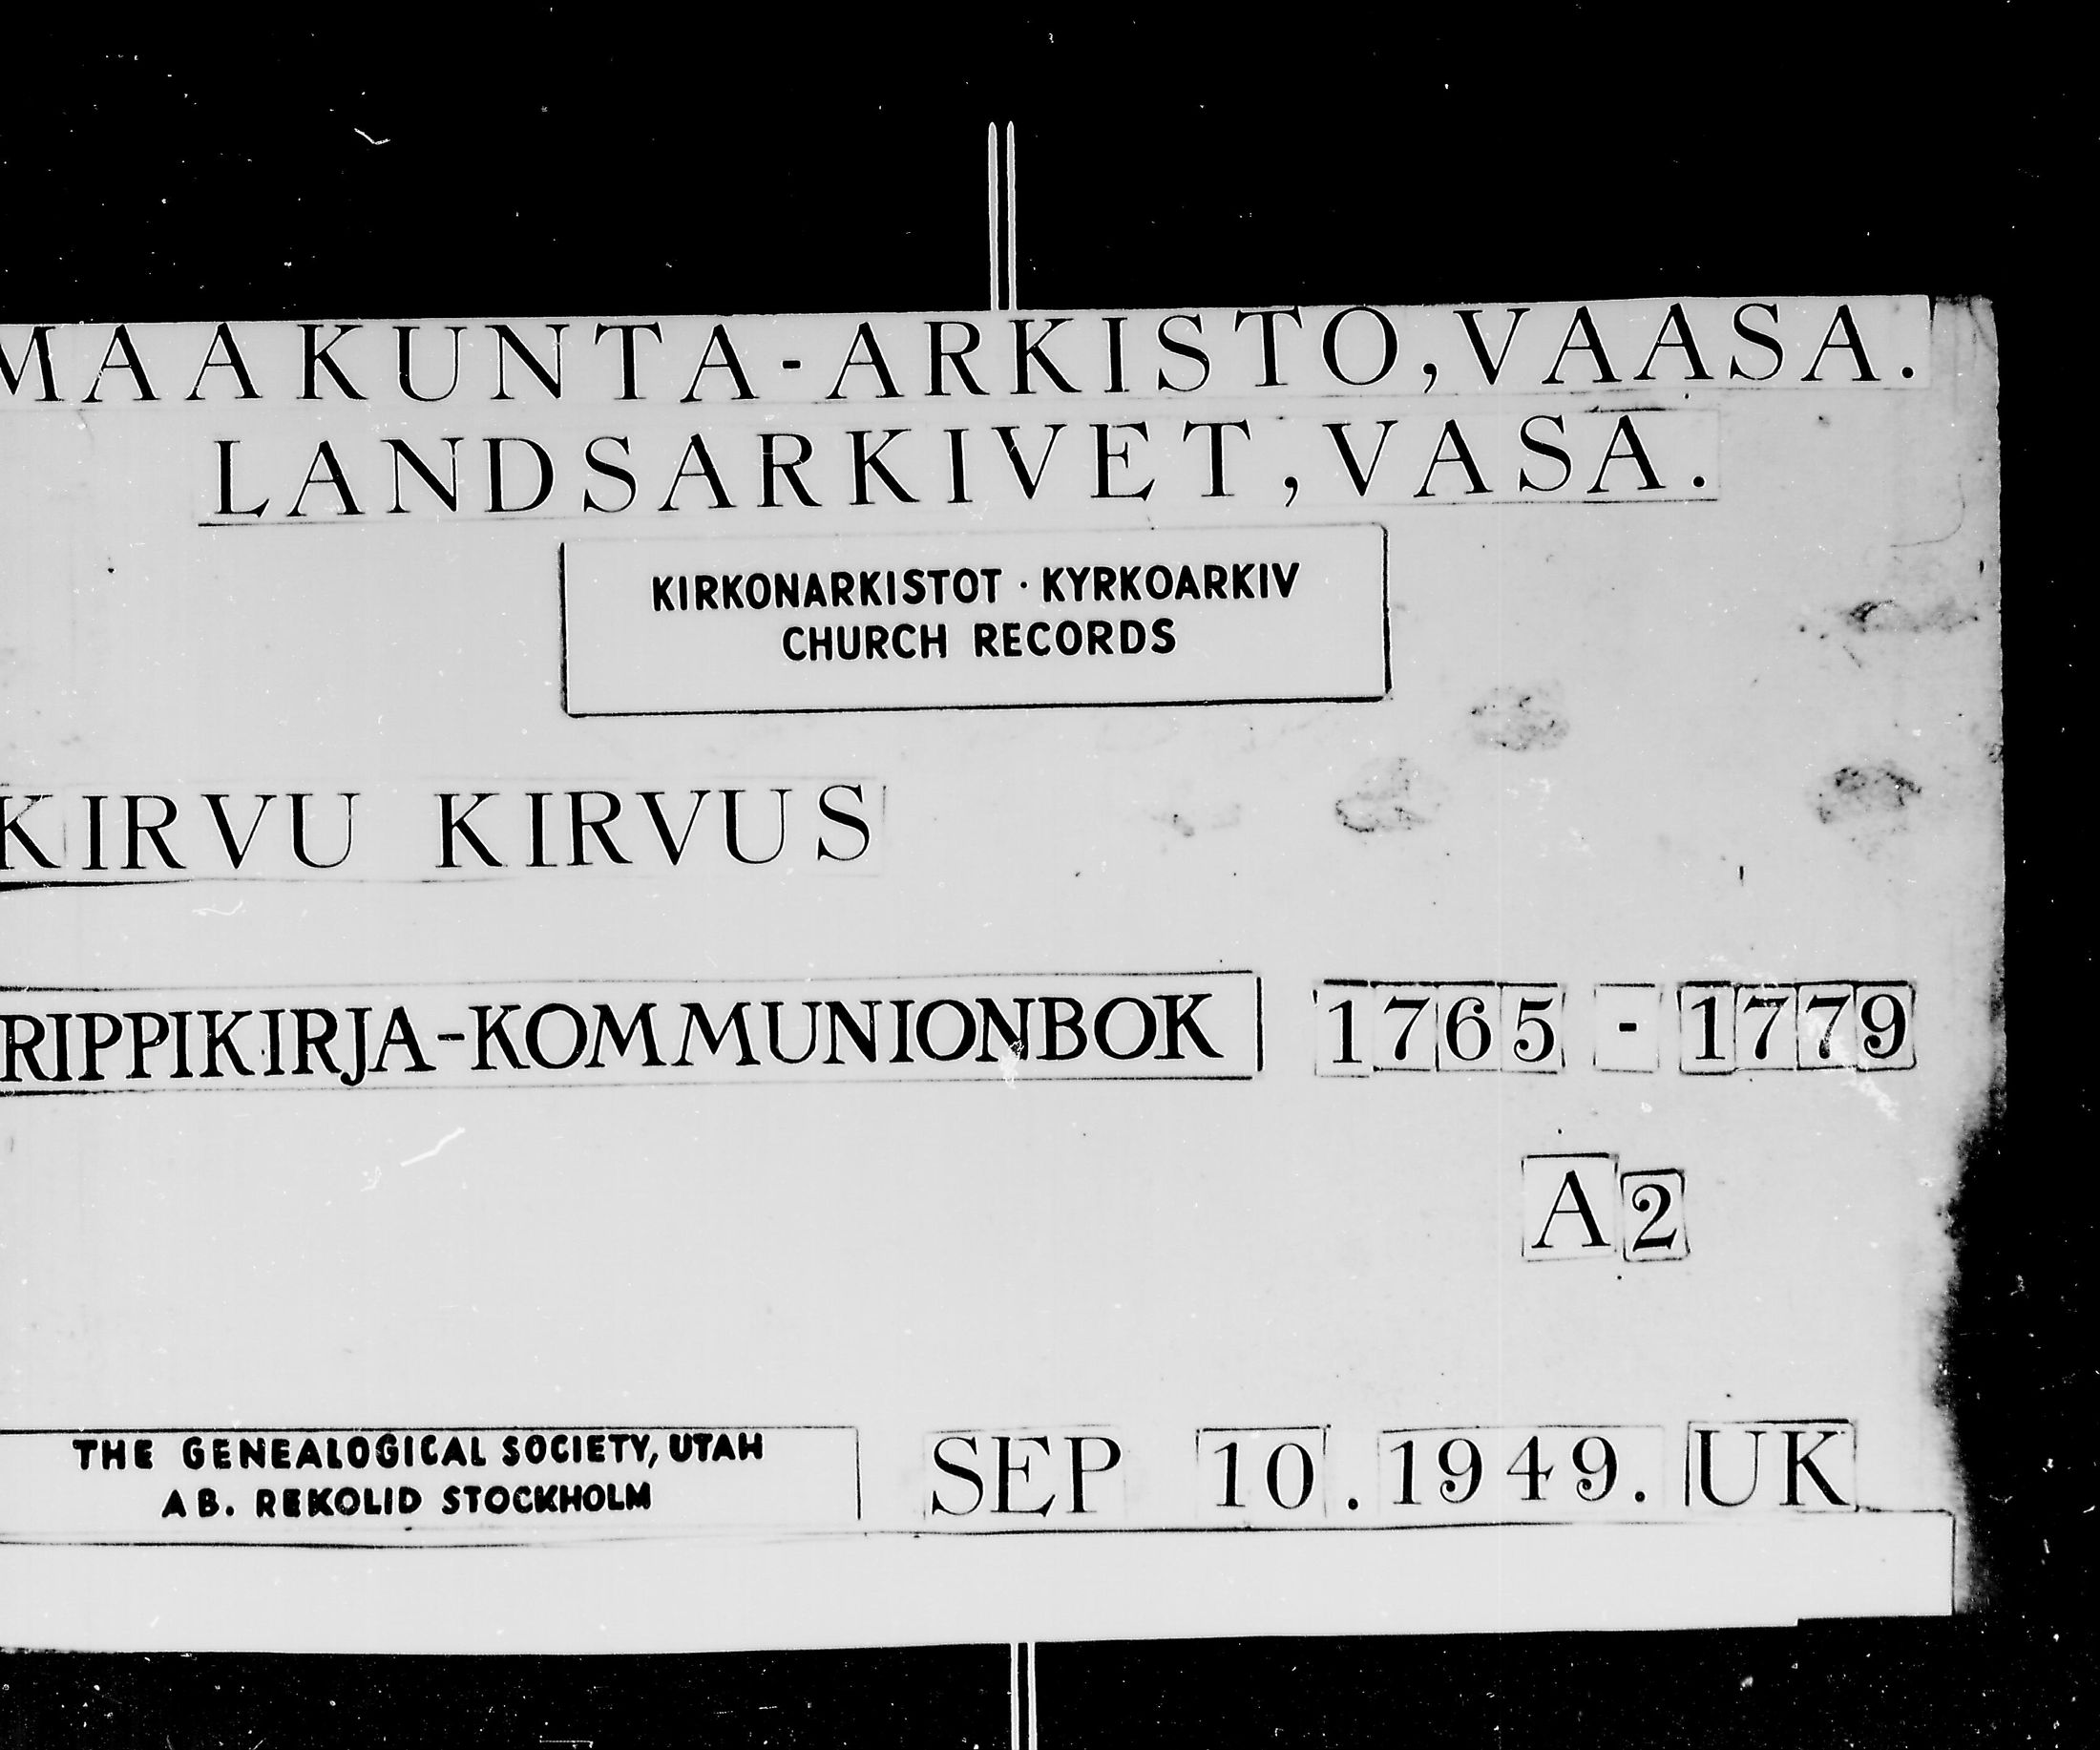 MAAKUNTA-ARKISTO, VAASA.
LANDSARKIVET, VASA.
KIRKONARKISTOT · KYRKOARKIV
CHURCH RECORDS
KIRVU KIRVUS
RIPPIKIRJA-KOMMUNIONBOK 1765 - 1779
A2
THE GENEALOGICAL SOCIETY, UTAH
AB. REKOLID STOCKHOLM
SEP 10. 1949. UK